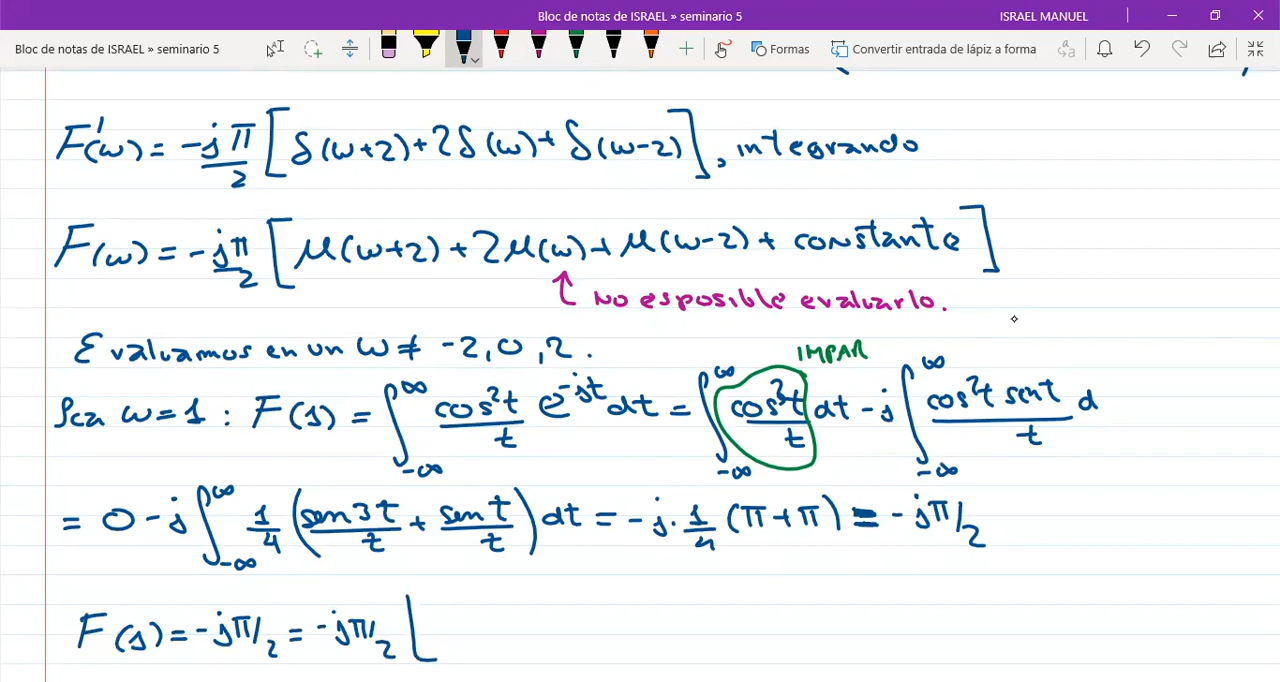 Bloc de notas de ISRAEL » seminario 5
ISRAEL MANUEL
Bloc de notas de ISRAEL » seminario 5
Formas
Convertir entrada de lápiz a forma
F'(ω) = -jπ/2 [δ(ω+2)+2δ(ω)+δ(ω-2)], integrando
F(ω) = -jπ/2 [μ(ω+2)+2μ(ω)+μ(ω-2)+constante]
↑ No es posible evaluarlo.
Evaluamos en un ω ≠ -2,0,2.
IMPAR
Sea ω=1 : F(1) = ∫_{-∞}^{∞} cos²t/t e^{-jt} dt = ∫_{-∞}^{∞} cos³t/t dt - j ∫_{-∞}^{∞} cos²t sent/t d
= 0 - j ∫_{-∞}^{∞} 1/4 (sen3t/t + sent/t) dt = -j · 1/4 (π+π) = -jπ/2
F(1) = -jπ/2 = -jπ/2 [